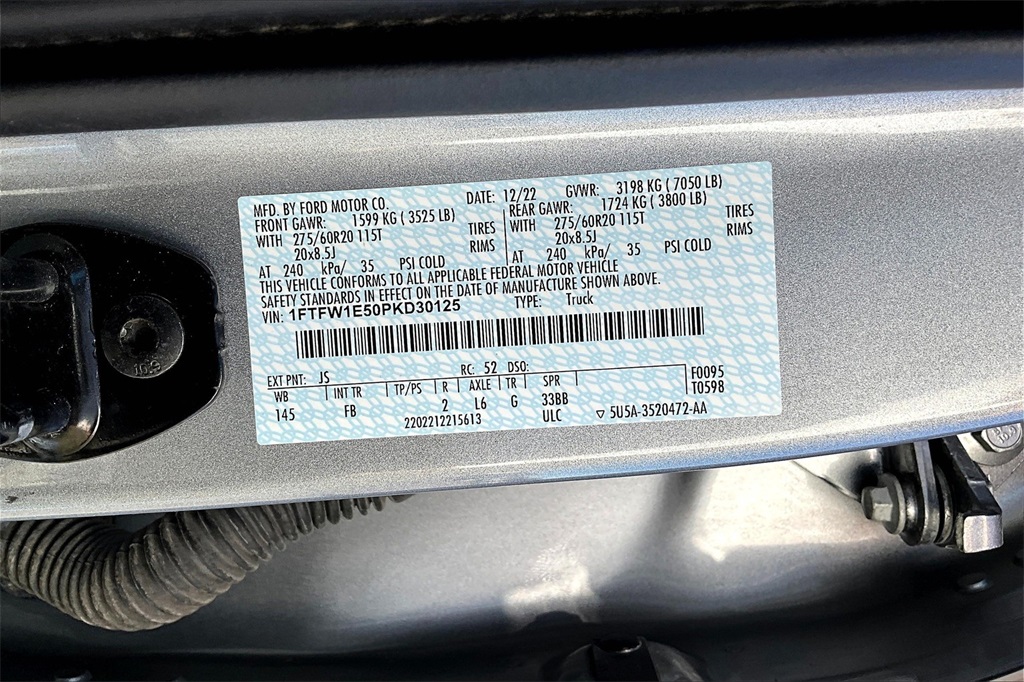 MFD. BY FORD MOTOR CO. DATE: 12/22 GVWR: 3198 KG ( 7050 LB)
FRONT GAWR: 1599 KG ( 3525 LB) REAR GAWR: 1724 KG ( 3800 LB)
WITH 275/60R20 115T TIRES WITH 275/60R20 115T TIRES
20x8.5J RIMS 20x8.5J RIMS
AT 240 kPa/ 35 PSI COLD AT 240 kPa/ 35 PSI COLD
THIS VEHICLE CONFORMS TO ALL APPLICABLE FEDERAL MOTOR VEHICLE
SAFETY STANDARDS IN EFFECT ON THE DATE OF MANUFACTURE SHOWN ABOVE.
VIN: 1FTFW1E50PKD30125 TYPE: Truck
EXT PNT: JS RC: 52 DSO: F0095
WB INT TR TP/PS R AXLE TR SPR T0598
145 FB 2 L6 G 33BB
2202212215613 ULC ▽ 5U5A-3520472-AA